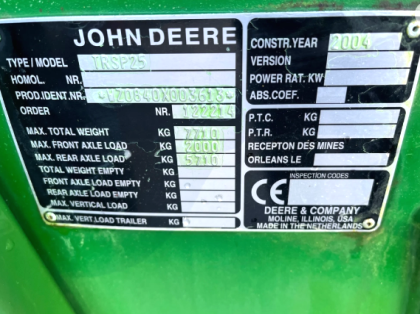 JOHN DEERE
TYPE / MODEL TRSP25
HOMOL. NR.
PROD.IDENT.NR.
ORDER NR.
MAX. TOTAL WEIGHT KG 7710
MAX. FRONT AXLE LOAD KG 2000
MAX. REAR AXLE LOAD KG 5710
TOTAL WEIGHT EMPTY KG
FRONT AXLE LOAD EMPTY KG
REAR AXLE LOAD EMPTY KG
MAX. VERTICAL LOAD KG
MAX. VERT.LOAD TRAILER KG
CONSTR.YEAR 2004
VERSION
POWER RAT. KW
ABS.COEF.
P.T.C. KG
P.T.R. KG
RECEPTON DES MINES
ORLEANS LE
CE
INSPECTION CODES
DEERE & COMPANY
MOLINE, ILLINOIS, USA
MADE IN THE NETHERLANDS